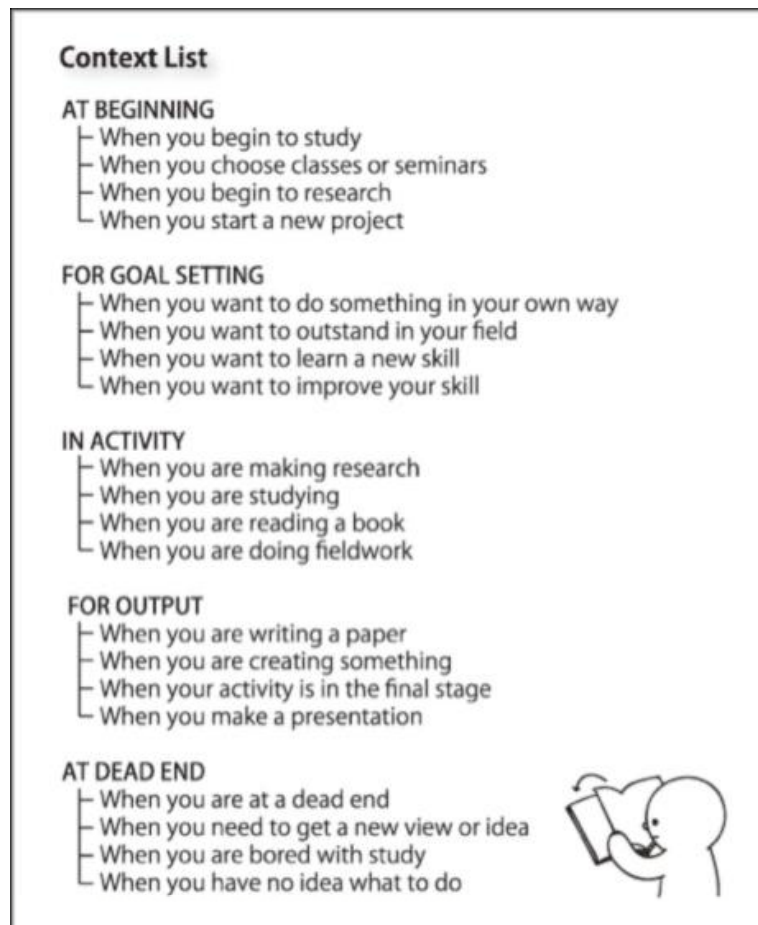 Context List
AT BEGINNING
When you begin to study
When you choose classes or seminars
When you begin to research
When you start a new project
FOR GOAL SETTING
When you want to do something in your own way
When you want to outstand in your field
When you want to learn a new skill
When you want to improve your skill
IN ACTIVITY
When you are making research
When you are studying
When you are reading a book
When you are doing fieldwork
FOR OUTPUT
When you are writing a paper
When you are creating something
When your activity is in the final stage
When you make a presentation
AT DEAD END
When you are at a dead end
When you need to get a new view or idea
When you are bored with study
When you have no idea what to do